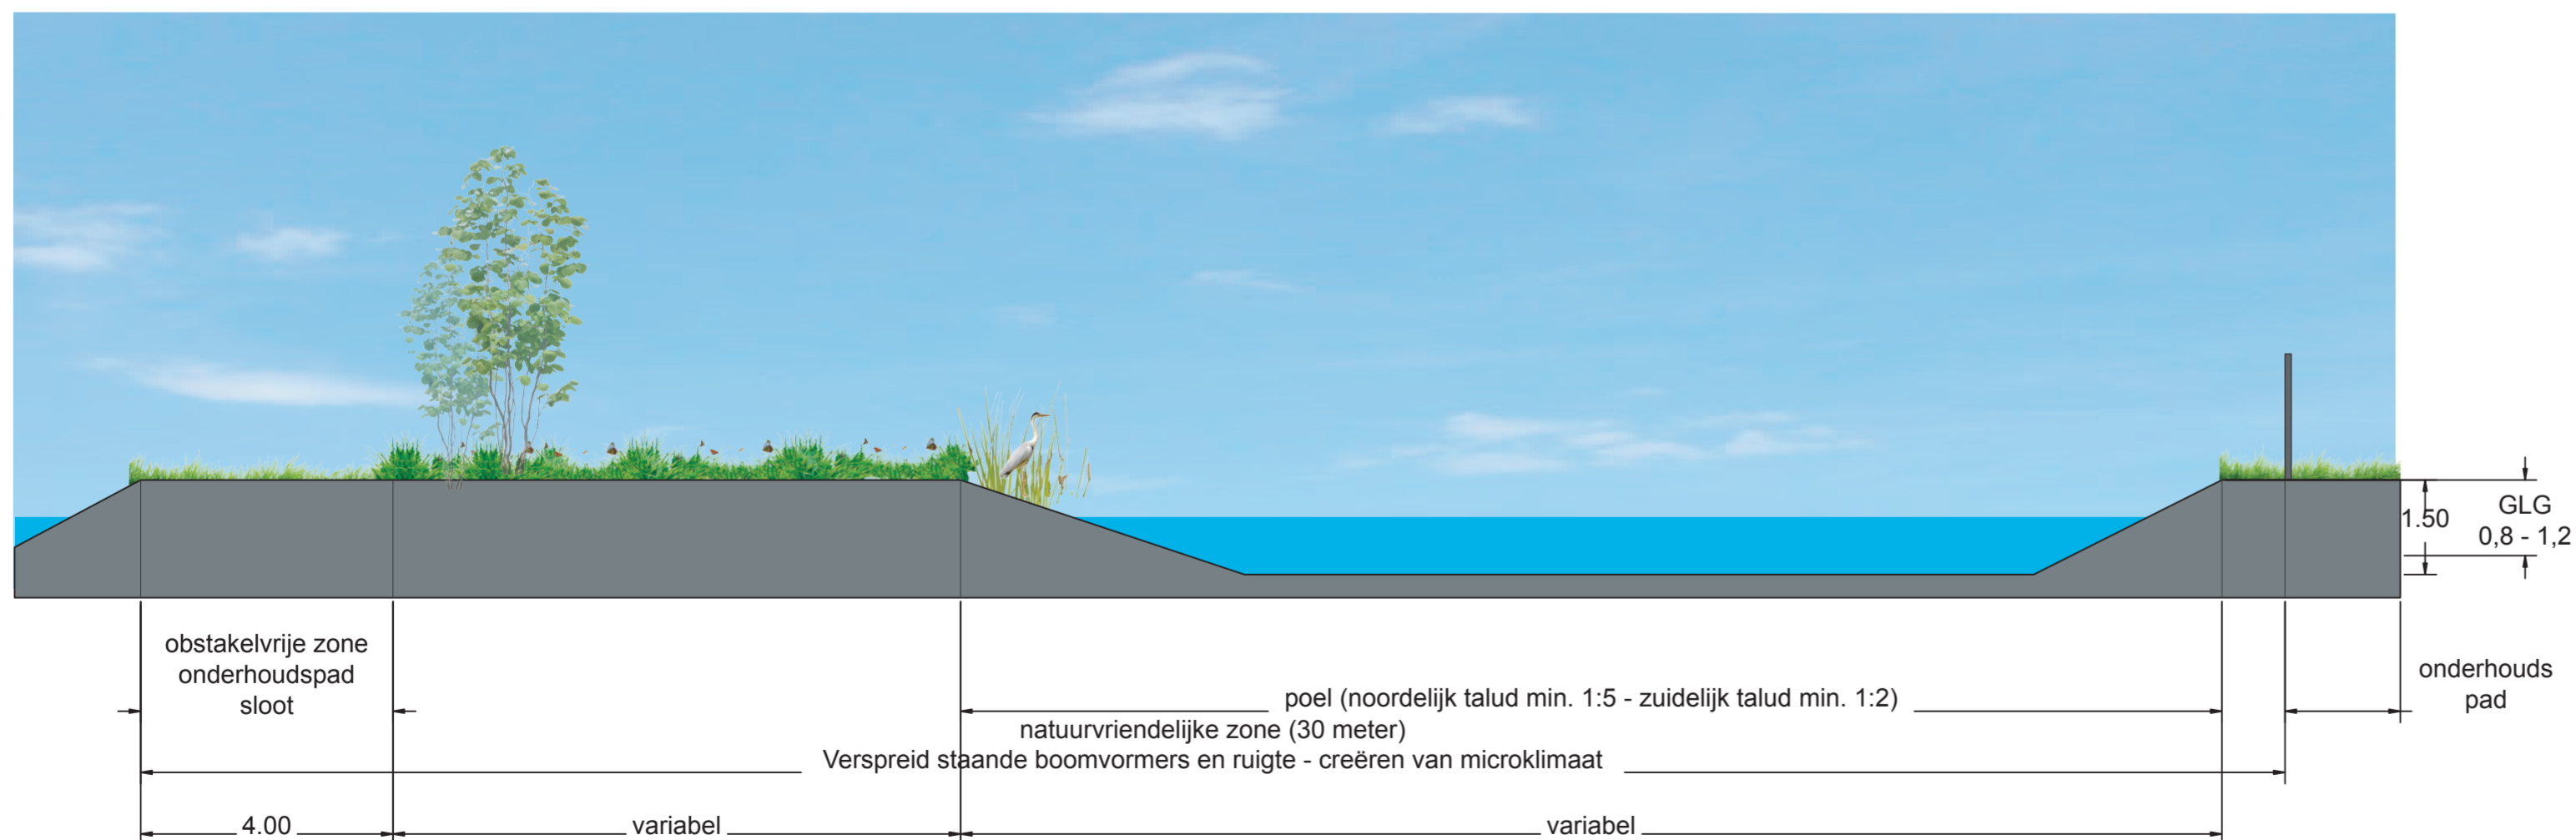 1.50
GLG
0,8 - 1,2
obstakelvrije zone
onderhoudspad
sloot
onderhouds
pad
poel (noordelijk talud min. 1:5 - zuidelijk talud min. 1:2)
natuurvriendelijke zone (30 meter)
Verspreid staande boomvormers en ruigte - creëren van microklimaat
4.00
variabel
variabel